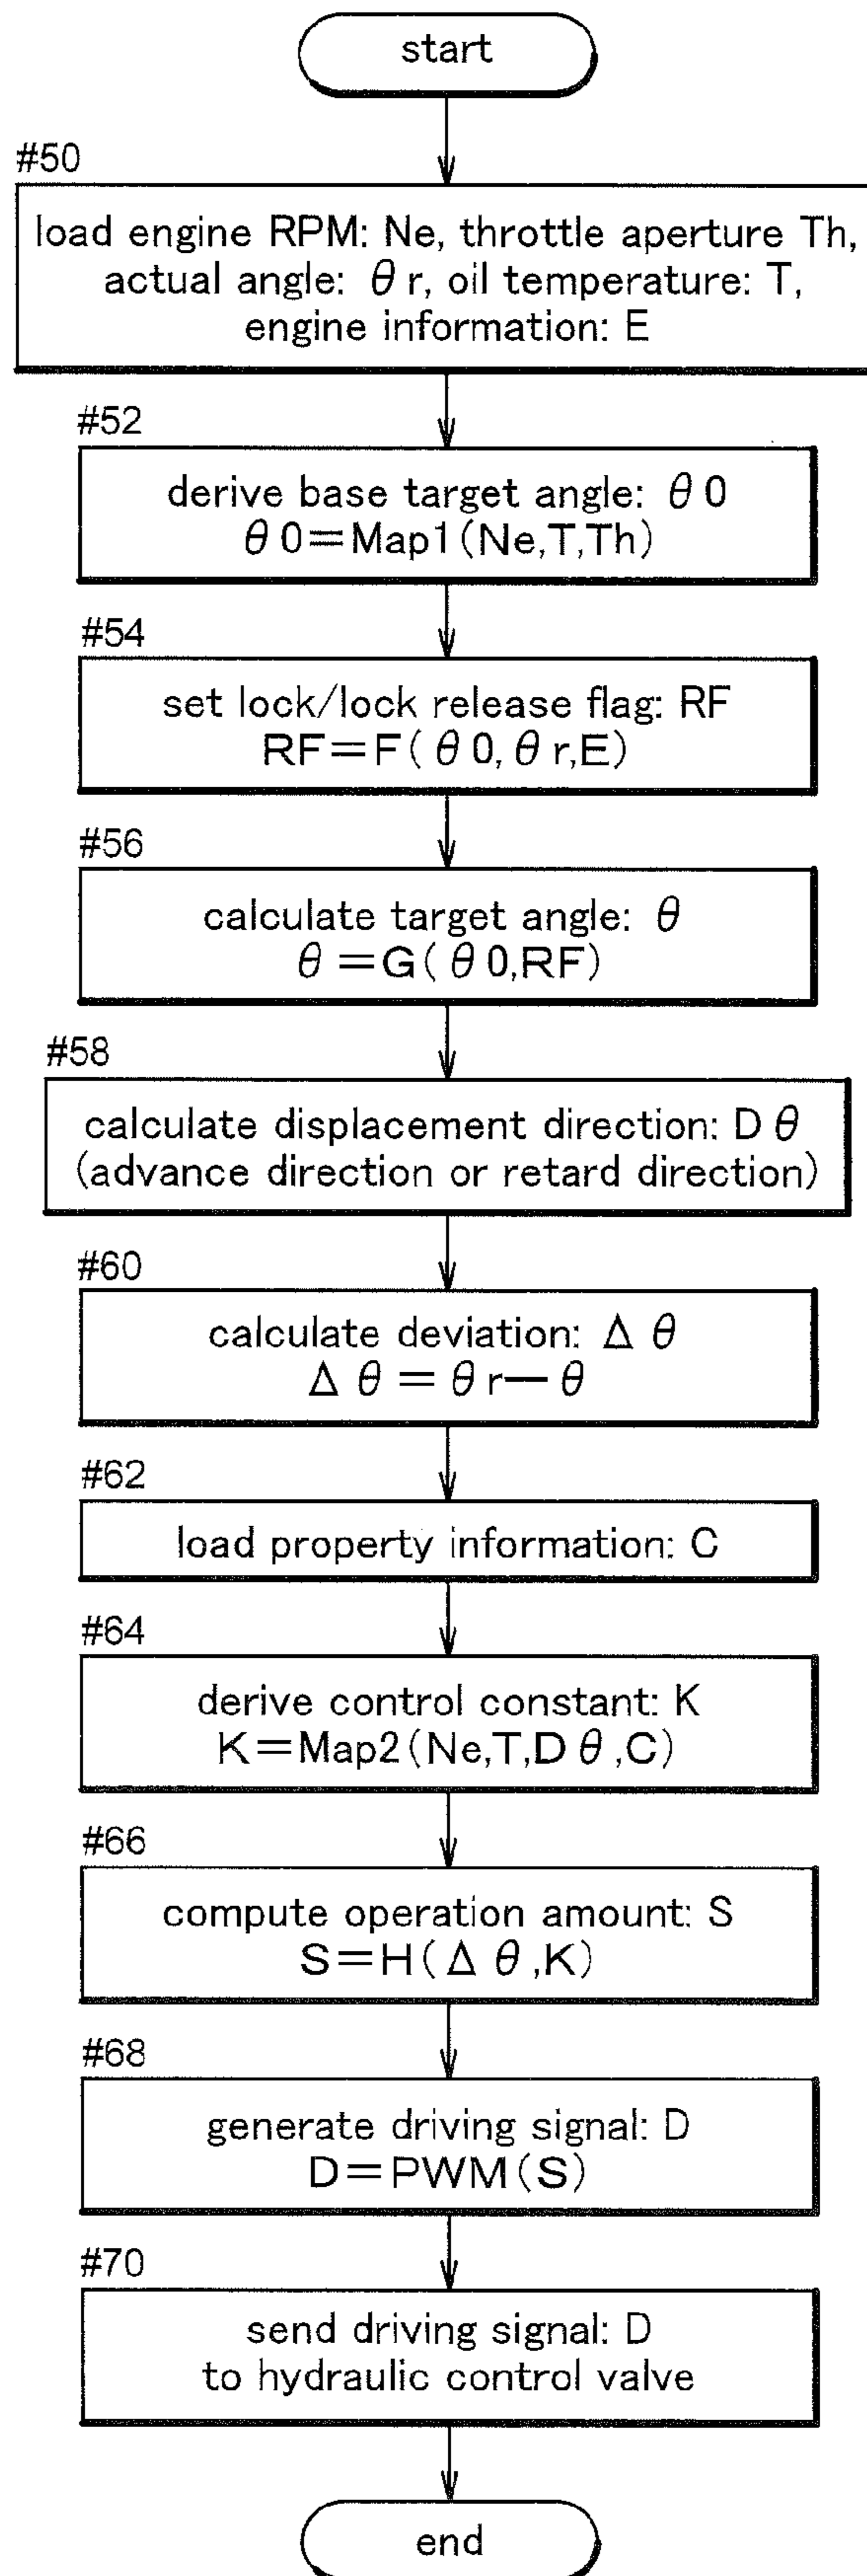 start
#50
load engine RPM: Ne, throttle aperture Th,
actual angle: θr, oil temperature: T,
engine information: E
#52
derive base target angle: θ0
θ0=Map1(Ne,T,Th)
#54
set lock/lock release flag: RF
RF=F(θ0,θr,E)
#56
calculate target angle: θ
θ=G(θ0,RF)
#58
calculate displacement direction: Dθ
(advance direction or retard direction)
#60
calculate deviation: Δθ
Δθ=θr—θ
#62
load property information: C
#64
derive control constant: K
K=Map2(Ne,T,Dθ,C)
#66
compute operation amount: S
S=H(Δθ,K)
#68
generate driving signal: D
D=PWM(S)
#70
send driving signal: D
to hydraulic control valve
end